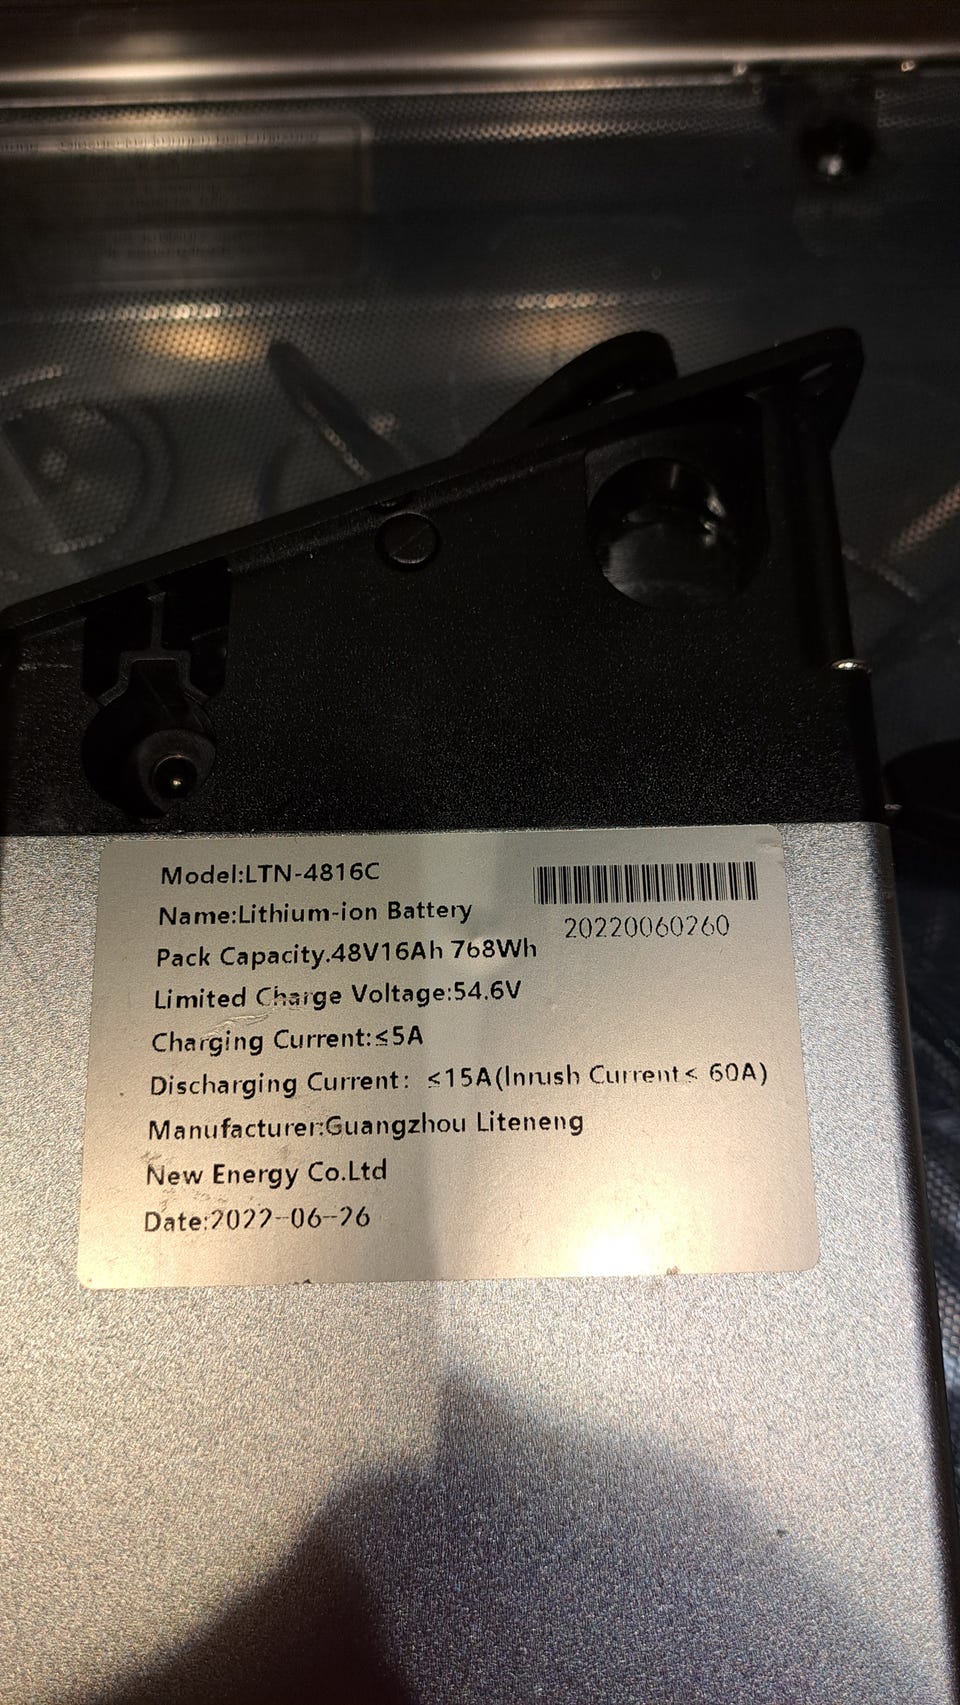 Model:LTN-4816C
Name:Lithium-ion Battery
20220060260
Pack Capacity.48V16Ah 768Wh
Limited Charge Voltage:54.6V
Charging Current:≤5A
Discharging Current: ≤15A(Inrush Current≤ 60A)
Manufacturer:Guangzhou Liteneng
New Energy Co.Ltd
Date:2022-06-26